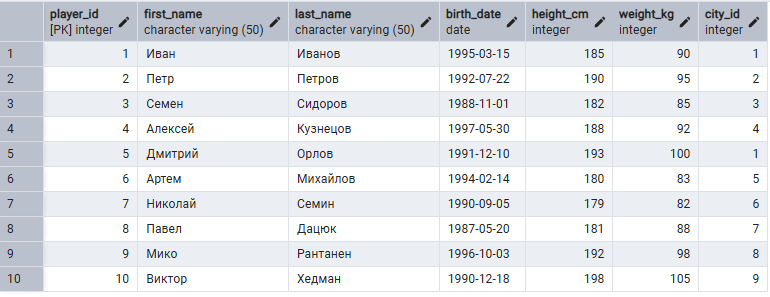 player_id first_name last_name birth_date height_cm weight_kg city_id
[PK] integer character varying (50) character varying (50) date integer integer integer
1 1 Иван Иванов 1995-03-15 185 90 1
2 2 Петр Петров 1992-07-22 190 95 2
3 3 Семен Сидоров 1988-11-01 182 85 3
4 4 Алексей Кузнецов 1997-05-30 188 92 4
5 5 Дмитрий Орлов 1991-12-10 193 100 1
6 6 Артем Михайлов 1994-02-14 180 83 5
7 7 Николай Семин 1990-09-05 179 82 6
8 8 Павел Дацюк 1987-05-20 181 88 7
9 9 Мико Рантанен 1996-10-03 192 98 8
10 10 Виктор Хедман 1990-12-18 198 105 9